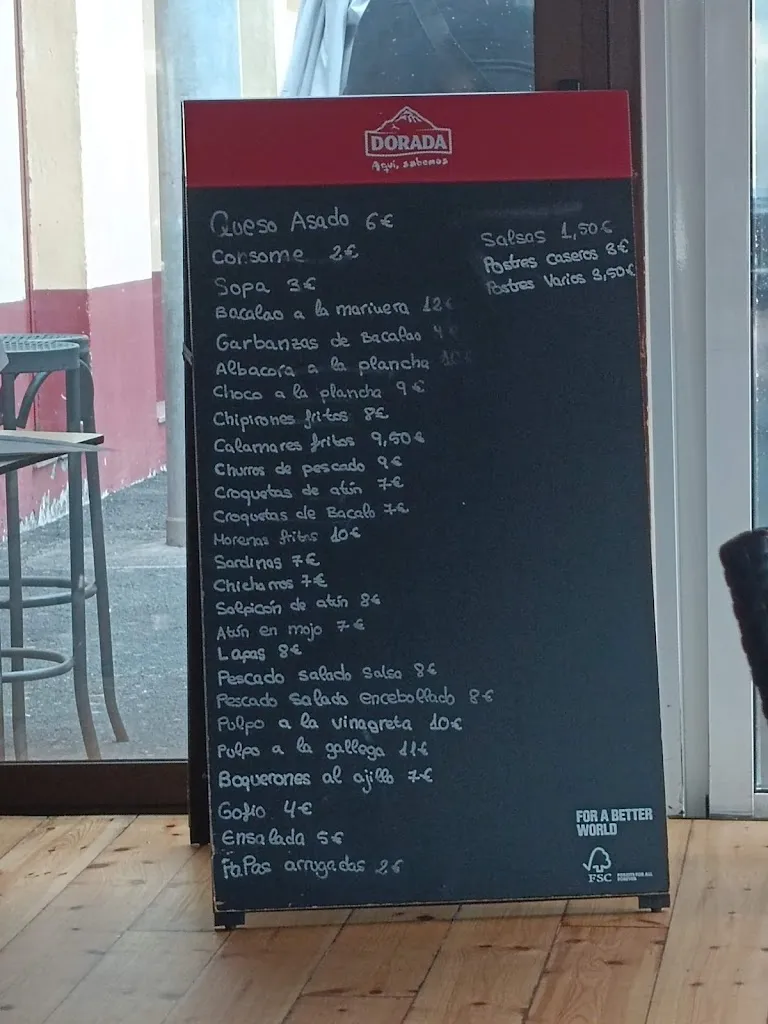 DORADA
Aquí, sabemos
Queso Asado 6€
Consome 2€
Sopa 3€
Bacalao a la marinera 12€
Garbanzas de Bacalao 4€
Albacora a la plancha
Choco a la plancha 9€
Chipirones fritos 8€
Calamares fritos 9,50€
Churros de pescado 9€
Croquetas de atún 7€
Croquetas de Bacalo 7€
Morenas fritas 10€
Sardinas 7€
Chicharros 7€
Salpicón de atún 8€
Atún en mojo 7€
Lapas 8€
Pescado salado salsa 8€
Pescado salado encebollado 8€
Pulpo a la vinagreta 10€
Pulpo a la gallega 11€
Boquerones al ajillo 7€
Gofio 4€
Ensalada 5€
PaPas arrugadas 2€
Salsas 1,50€
Postres caseros 3€
Postres Varios 3,50€
FOR A BETTER
WORLD
FSC